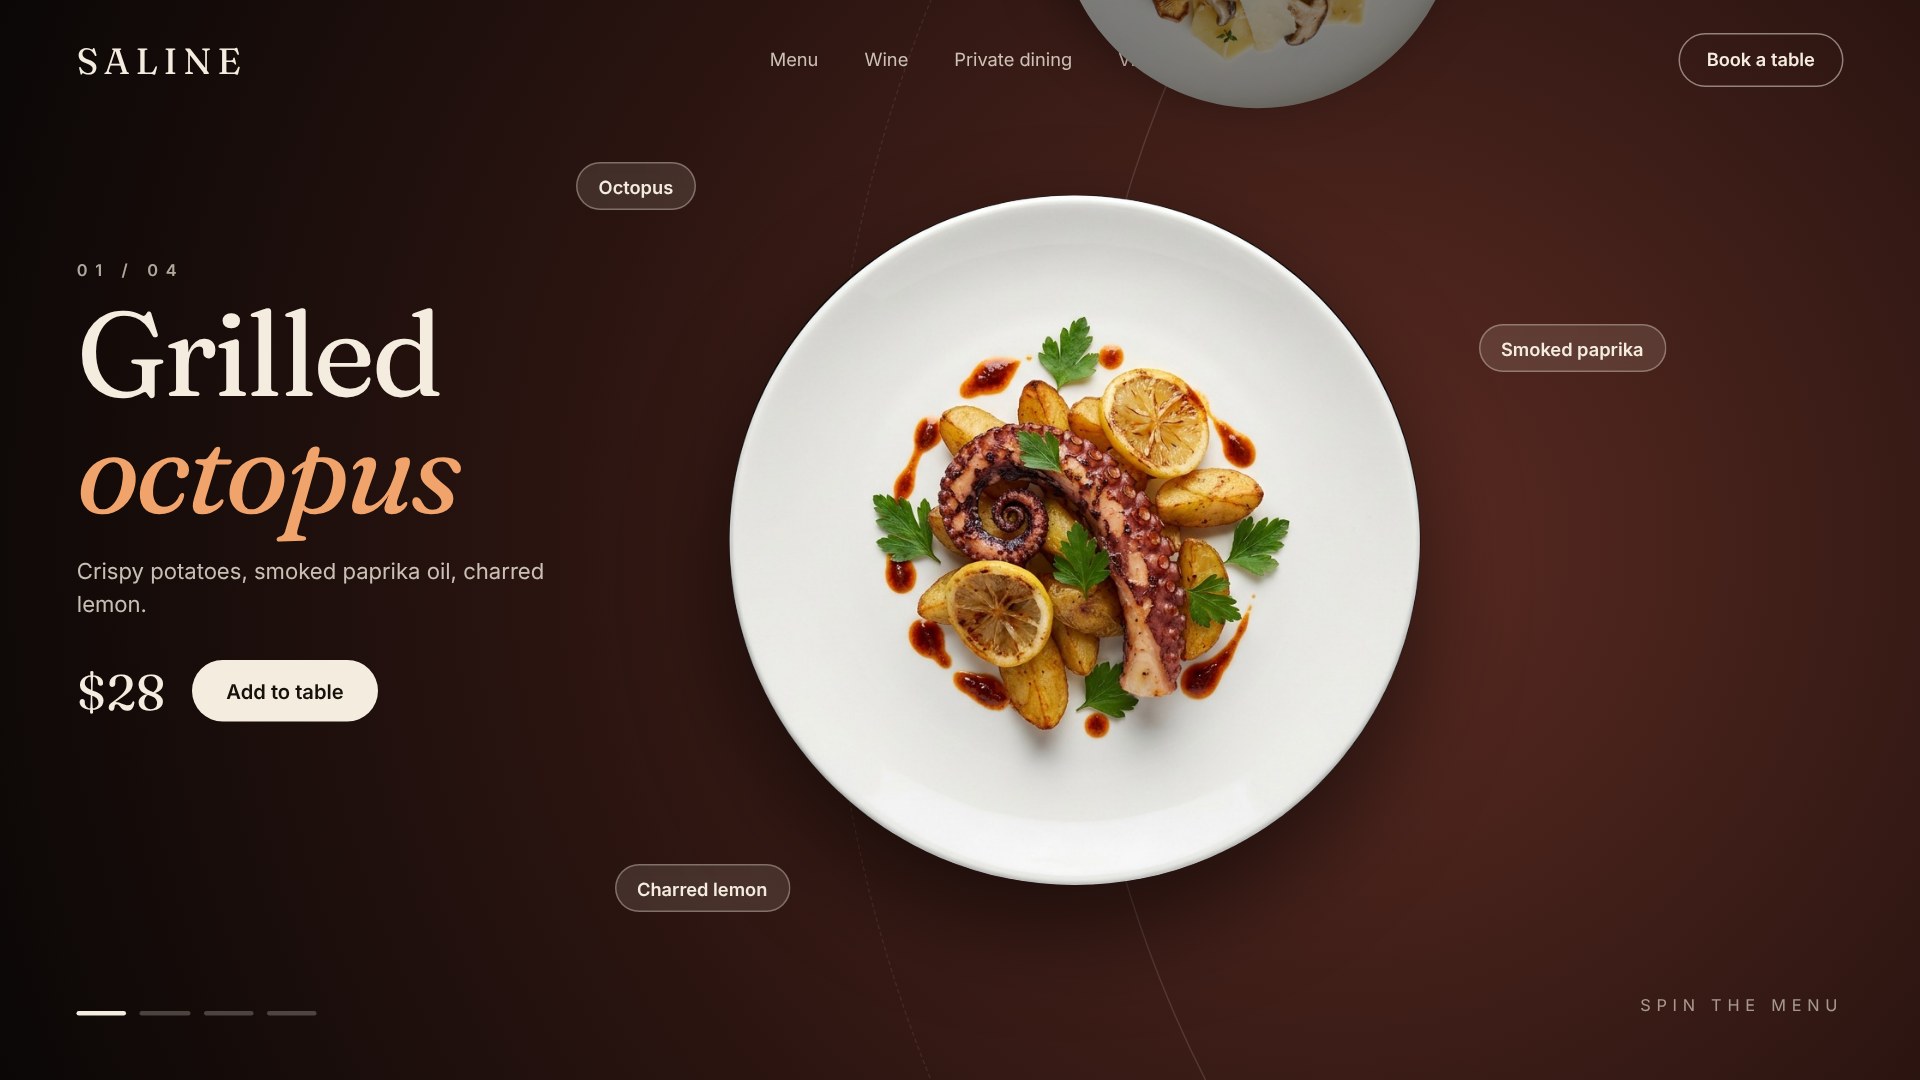 SALINE
Menu
Wine
Private dining
Book a table
Octopus
01 / 04
Grilled
octopus
Smoked paprika
Crispy potatoes, smoked paprika oil, charred
lemon.
$28
Add to table
Charred lemon
SPIN THE MENU